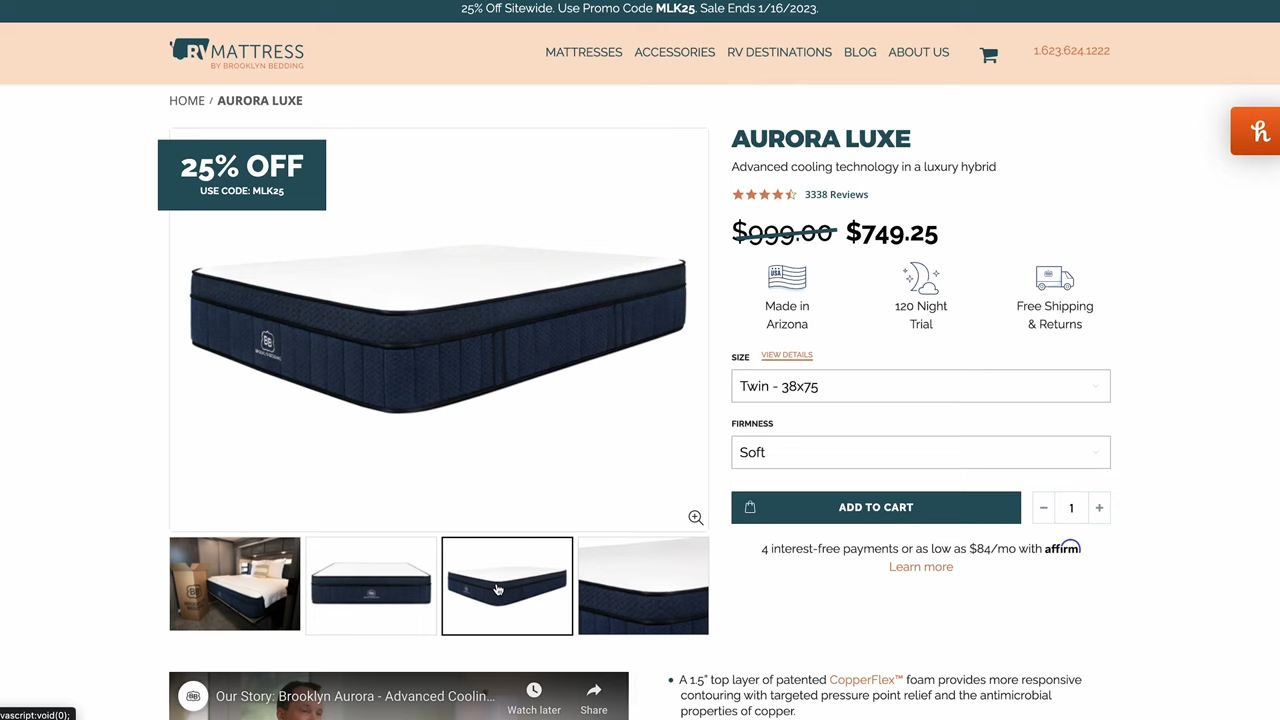 25% Off Sitewide. Use Promo Code MLK25. Sale Ends 1/16/2023.
RV MATTRESS
BY BROOKLYN BEDDING
MATTRESSES ACCESSORIES RV DESTINATIONS BLOG ABOUT US
1.623.624.1222
HOME / AURORA LUXE
25% OFF
USE CODE: MLK25
AURORA LUXE
Advanced cooling technology in a luxury hybrid
3338 Reviews
$999.00 $749.25
USA
Made in
Arizona
120 Night
Trial
Free Shipping
& Returns
SIZE VIEW DETAILS
Twin - 38x75
FIRMNESS
Soft
ADD TO CART
− 1 +
4 interest-free payments or as low as $84/mo with affirm
Learn more
BB
Our Story: Brooklyn Aurora - Advanced Coolin...
Watch later
Share
• A 1.5" top layer of patented CopperFlex™ foam provides more responsive
contouring with targeted pressure point relief and the antimicrobial
properties of copper.
vascript:void(0);